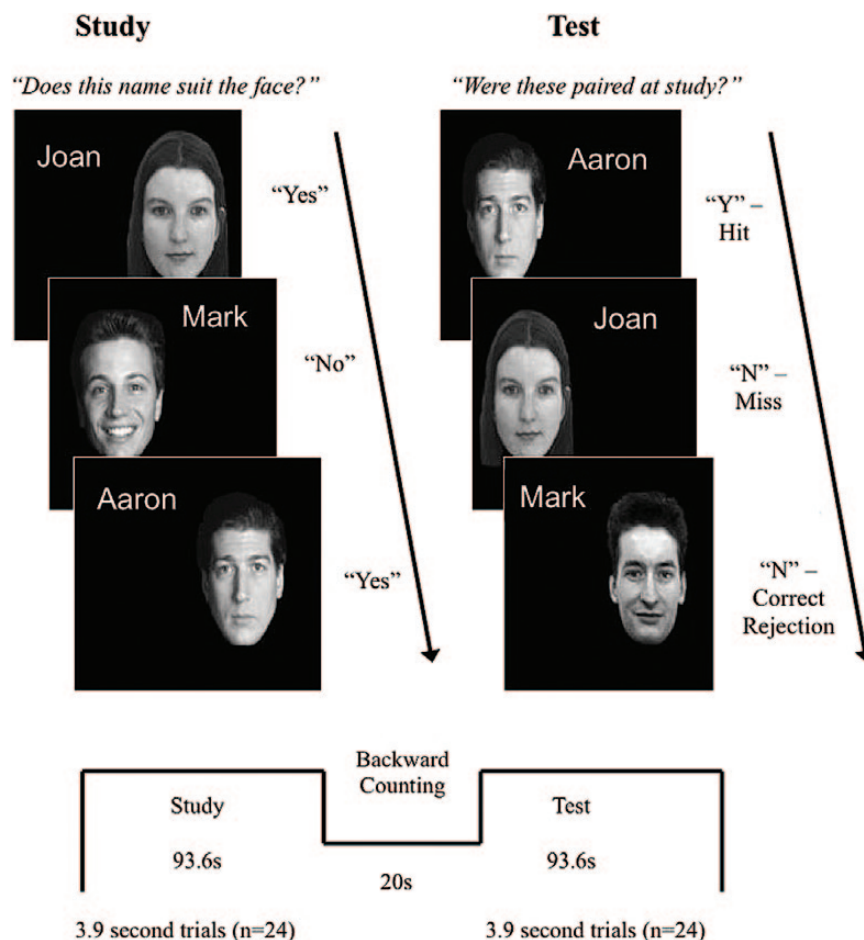 Study
“Does this name suit the face?”
Joan
“Yes”
Mark
“No”
Aaron
“Yes”
Test
“Were these paired at study?”
Aaron
“Y” –
Hit
Joan
“N” –
Miss
Mark
“N” –
Correct
Rejection
Backward
Counting
Study
93.6s
20s
Test
93.6s
3.9 second trials (n=24)
3.9 second trials (n=24)